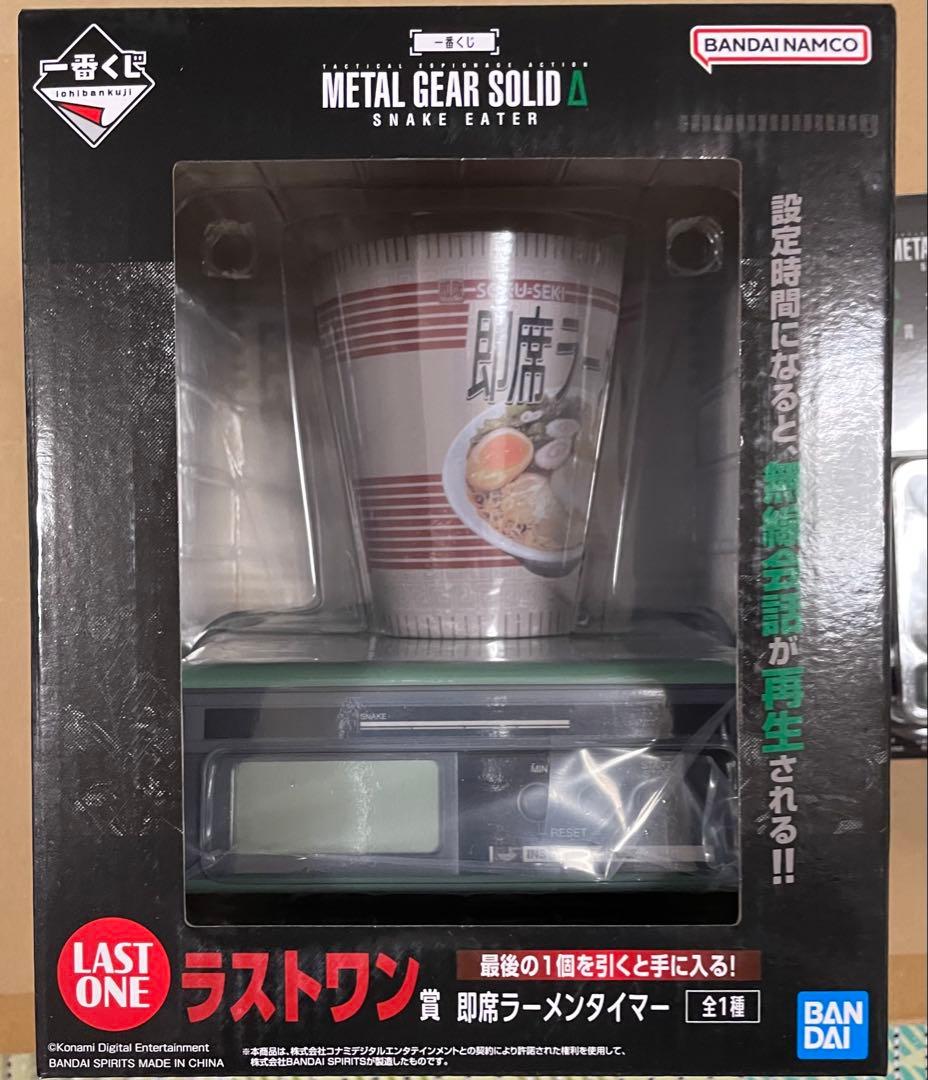 一番くじ
ichibankuji
一番くじ
TACTICAL ESPIONAGE ACTION
METAL GEAR SOLID Δ
SNAKE EATER
BANDAI NAMCO
設定時間になると、無線会話が再生される!!
SOKU-SEKI
即席ラー
SNAKE
MIN
RESET
LAST
ONE
ラストワン賞
最後の1個を引くと手に入る!
即席ラーメンタイマー
全1種
BAN
DAI
©Konami Digital Entertainment
BANDAI SPIRITS MADE IN CHINA
※本商品は、株式会社コナミデジタルエンタテインメントとの契約により許諾された権利を使用して、
株式会社BANDAI SPIRITSが製造したものです。